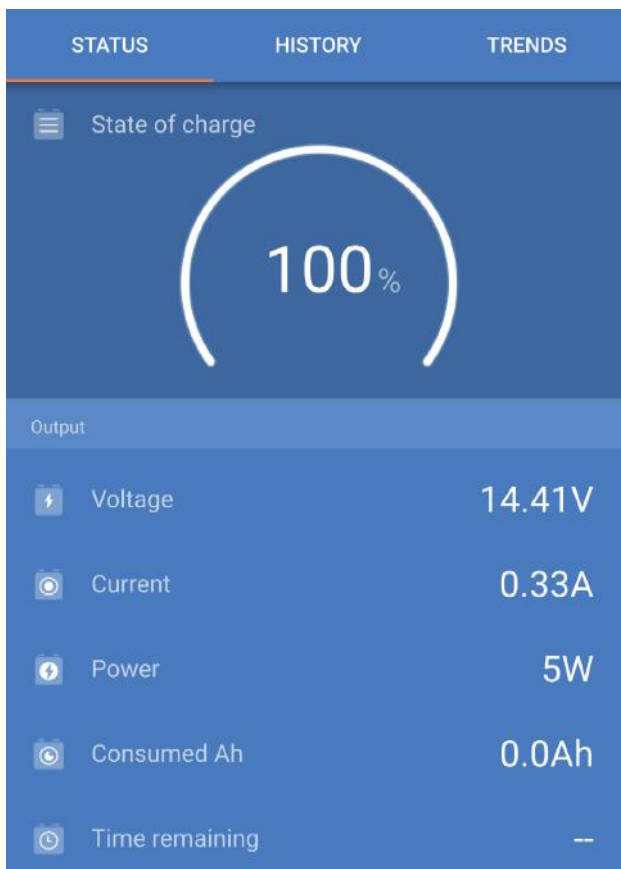 STATUS HISTORY TRENDS
State of charge
100%
Output
Voltage 14.41V
Current 0.33A
Power 5W
Consumed Ah 0.0Ah
Time remaining --